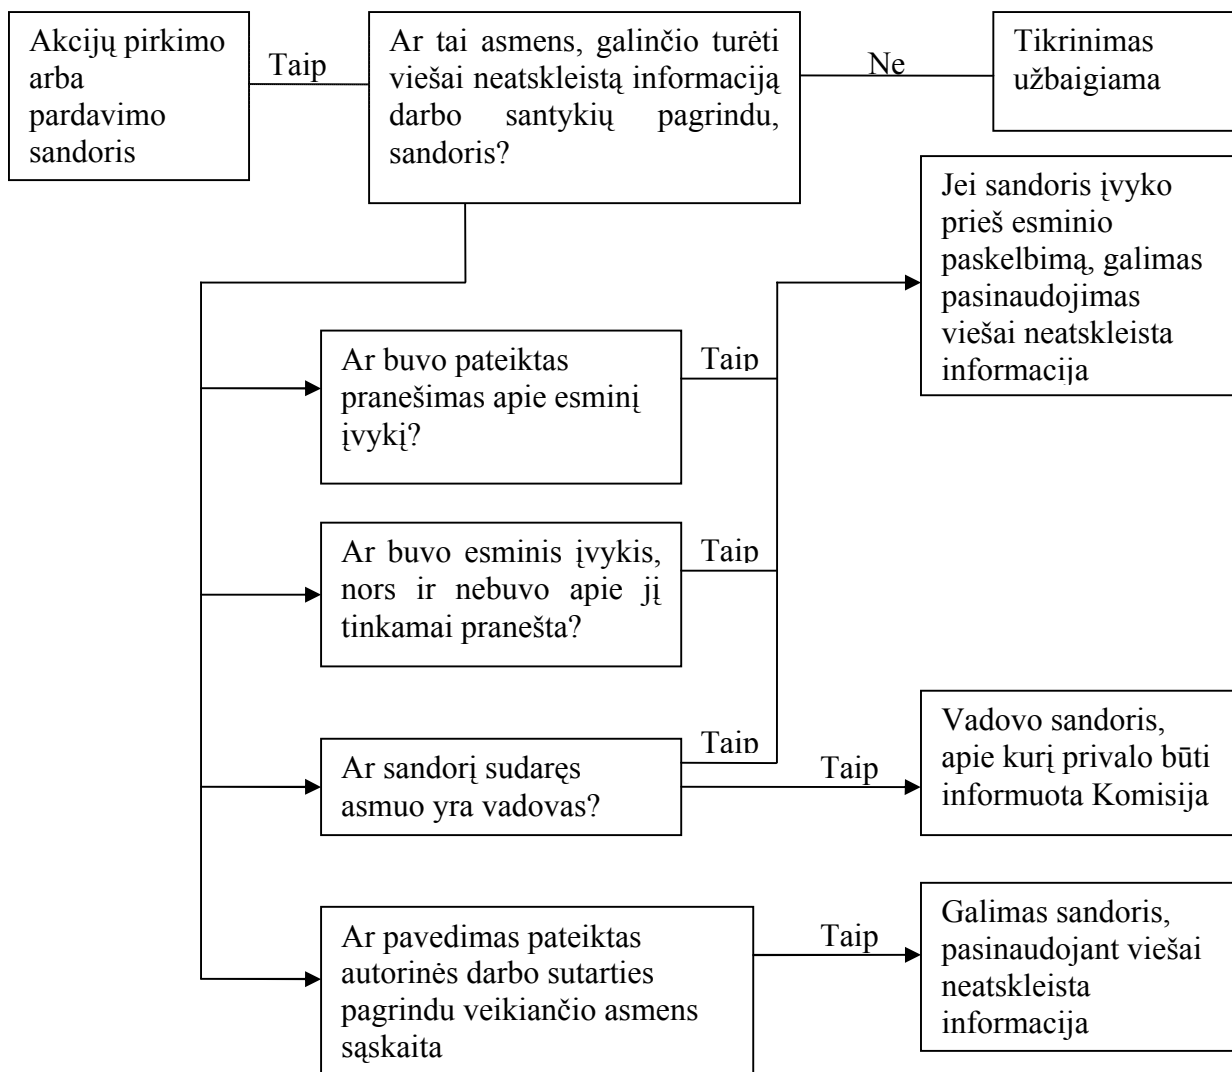 Akcijų pirkimo
arba
pardavimo
sandoris
Taip
Ar tai asmens, galinčio turėti
viešai neatskleistą informaciją
darbo santykių pagrindu,
sandoris?
Ne
Tikrinimas
užbaigiama
Jei sandoris įvyko
prieš esminio
paskelbimą, galimas
pasinaudojimas
viešai neatskleista
informacija
Ar buvo pateiktas
pranešimas apie esminį
įvykį?
Taip
Ar buvo esminis įvykis,
nors ir nebuvo apie jį
tinkamai pranešta?
Taip
Ar sandorį sudaręs
asmuo yra vadovas?
Taip
Taip
Vadovo sandoris,
apie kurį privalo būti
informuota Komisija
Ar pavedimas pateiktas
autorinės darbo sutarties
pagrindu veikiančio asmens
sąskaita
Taip
Galimas sandoris,
pasinaudojant viešai
neatskleista
informacija